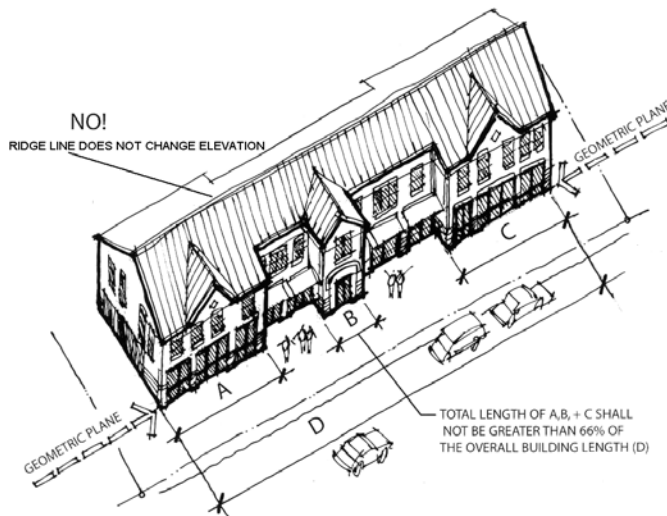 NO!
RIDGE LINE DOES NOT CHANGE ELEVATION
GEOMETRIC PLANE
C
B
A
D
GEOMETRIC PLANE
TOTAL LENGTH OF A,B, + C SHALL
NOT BE GREATER THAN 66% OF
THE OVERALL BUILDING LENGTH (D)